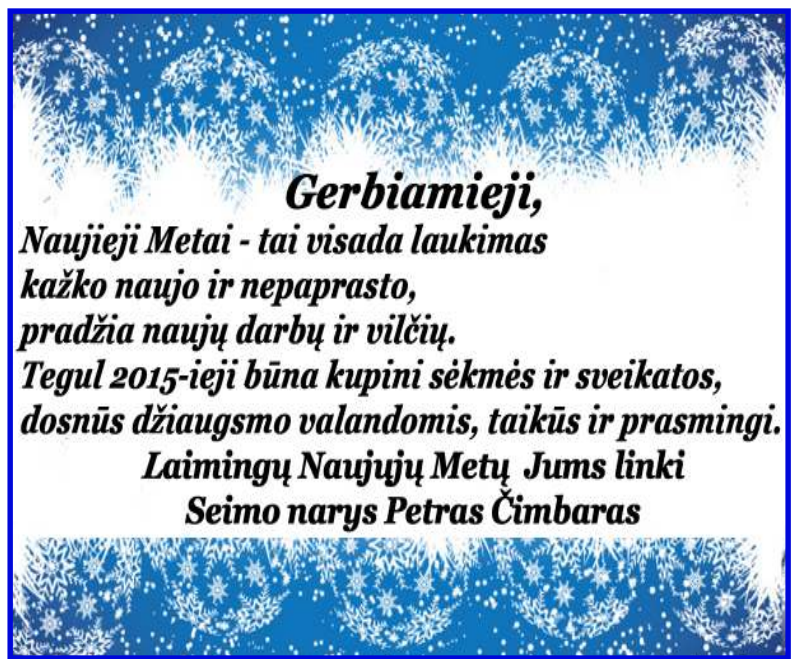 Gerbiamieji,
Naujieji Metai - tai visada laukimas
kažko naujo ir nepaprasto,
pradžia naujų darbų ir vilčių.
Tegul 2015-ieji būna kupini sėkmės ir sveikatos,
dosnūs džiaugsmo valandomis, taikūs ir prasmingi.
Laimingų Naujųjų Metų Jums linki
Seimo narys Petras Čimbaras